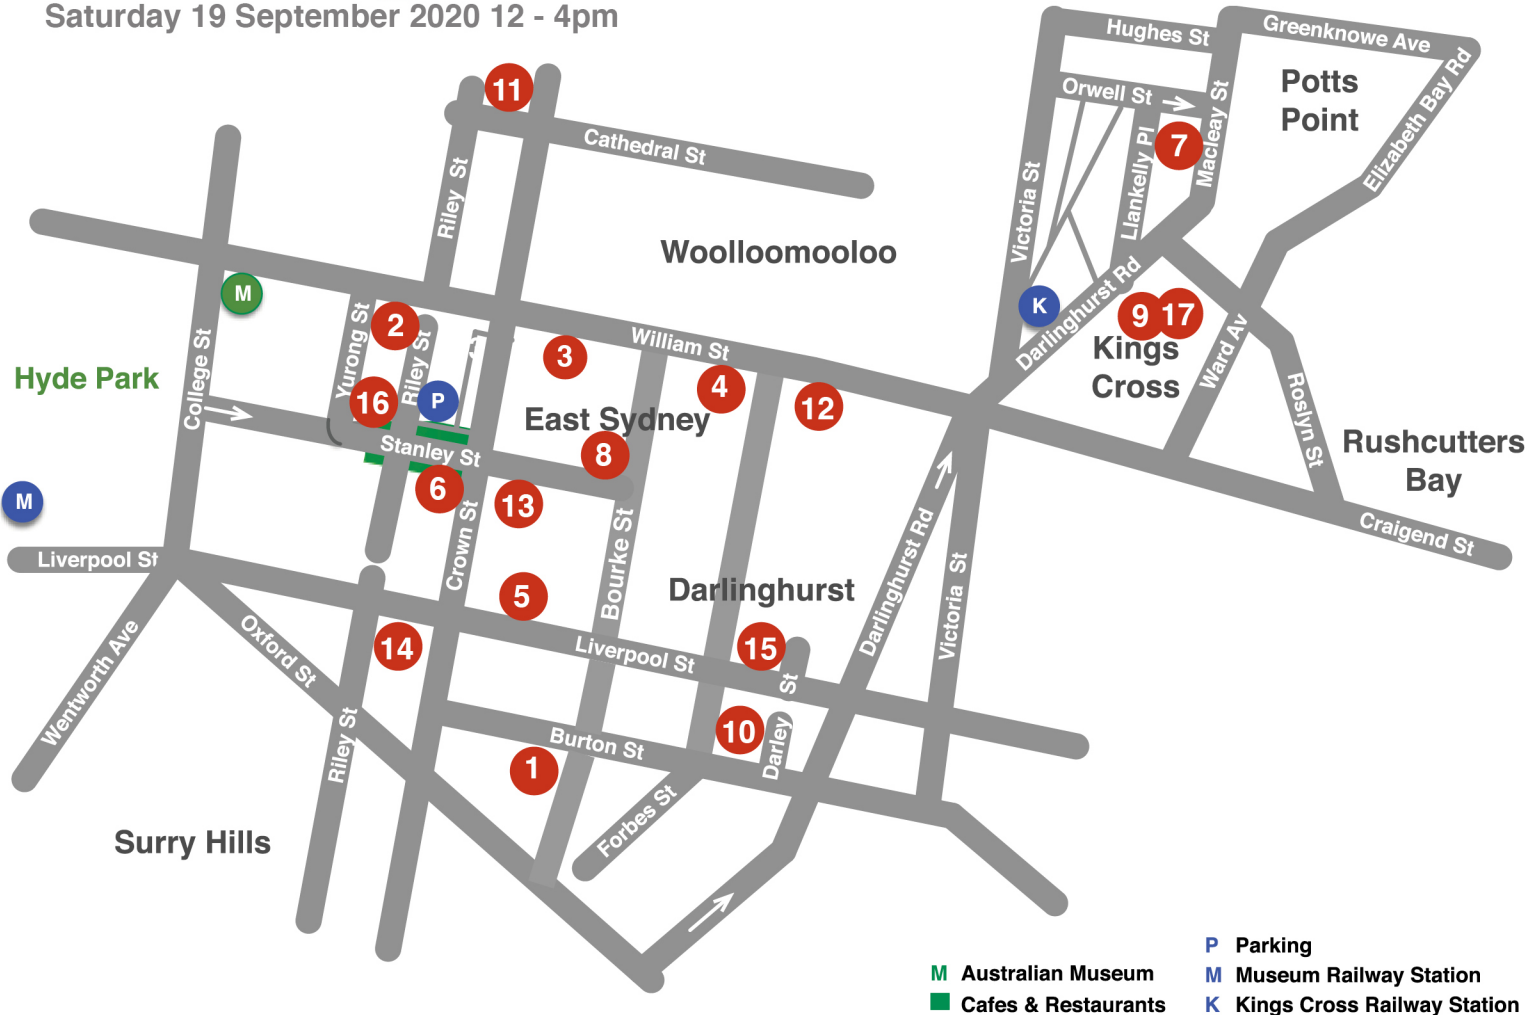 Saturday 19 September 2020 12 - 4pm
Hughes St
Greenknowe Ave
Orwell St
Potts
Point
Elizabeth Bay Rd
Macleay St
Llankelly Pl
Victoria St
7
11
Cathedral St
Riley St
Woolloomooloo
M
K
Darlinghurst Rd
9
17
Kings
Cross
Ward Av
Roslyn St
Rushcutters
Bay
Craigend St
Hyde Park
College St
Yurong St
2
Riley St
16
P
3
William St
4
12
East Sydney
8
Stanley St
6
13
Crown St
Bourke St
M
Liverpool St
5
Darlinghurst
Darlinghurst Rd
Victoria St
Wentworth Ave
Oxford St
14
Liverpool St
15
St
10
Darley
Riley St
Burton St
1
Forbes St
Surry Hills
P Parking
M Australian Museum
M Museum Railway Station
Cafes & Restaurants
K Kings Cross Railway Station